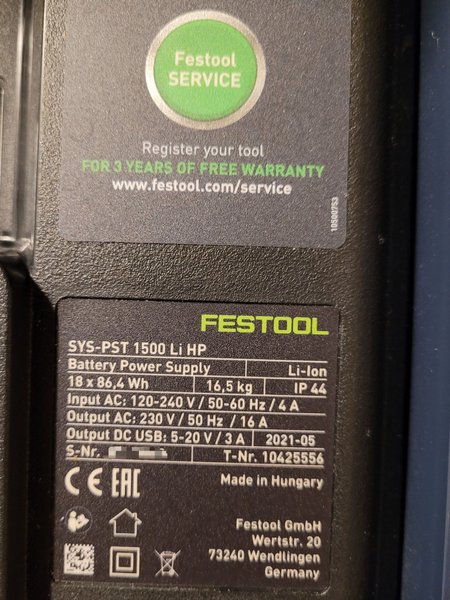 Festool
SERVICE
Register your tool
FOR 3 YEARS OF FREE WARRANTY
www.festool.com/service
10500753
FESTOOL
SYS-PST 1500 Li HP
Battery Power Supply Li-Ion
18 x 86,4 Wh 16,5 kg IP 44
Input AC: 120-240 V / 50-60 Hz / 4 A
Output AC: 230 V / 50 Hz / 16 A
Output DC USB: 5-20 V / 3 A 2021-05
S-Nr. T-Nr. 10425556
CE EAC Made in Hungary
Festool GmbH
Wertstr. 20
73240 Wendlingen
Germany